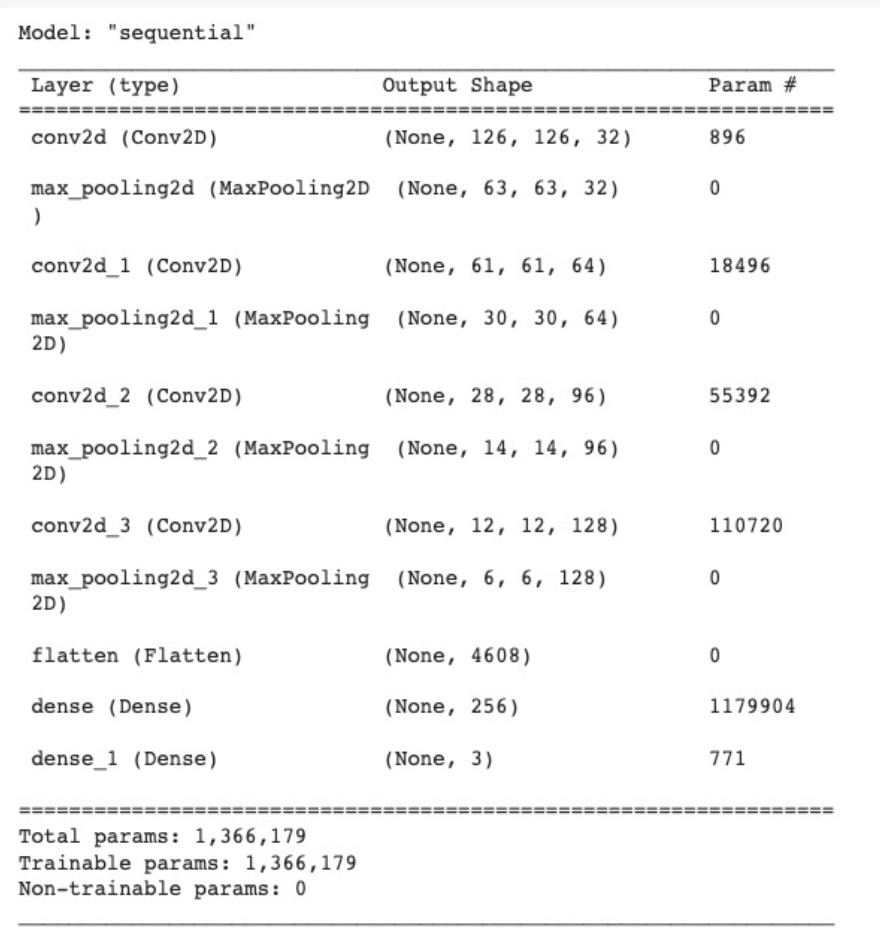 Model: "sequential"
Layer (type) Output Shape Param #
=================================================================
conv2d (Conv2D) (None, 126, 126, 32) 896
max_pooling2d (MaxPooling2D (None, 63, 63, 32) 0
)
conv2d_1 (Conv2D) (None, 61, 61, 64) 18496
max_pooling2d_1 (MaxPooling (None, 30, 30, 64) 0
2D)
conv2d_2 (Conv2D) (None, 28, 28, 96) 55392
max_pooling2d_2 (MaxPooling (None, 14, 14, 96) 0
2D)
conv2d_3 (Conv2D) (None, 12, 12, 128) 110720
max_pooling2d_3 (MaxPooling (None, 6, 6, 128) 0
2D)
flatten (Flatten) (None, 4608) 0
dense (Dense) (None, 256) 1179904
dense_1 (Dense) (None, 3) 771
=================================================================
Total params: 1,366,179
Trainable params: 1,366,179
Non-trainable params: 0